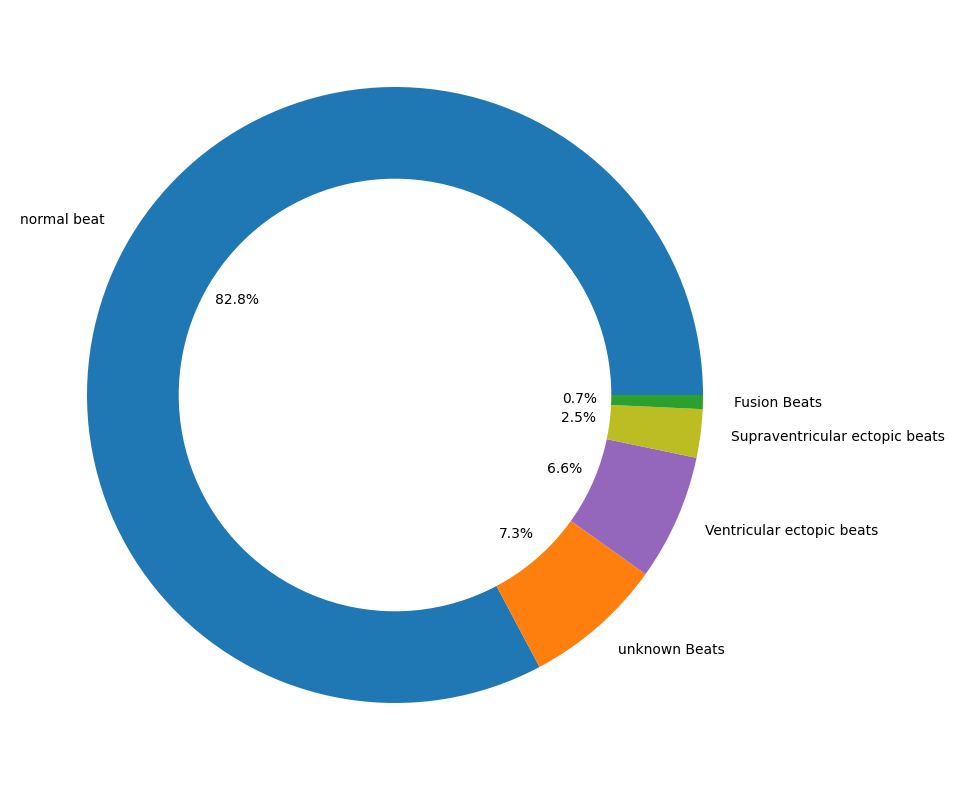 normal beat
82.8%
0.7%
Fusion Beats
2.5%
Supraventricular ectopic beats
6.6%
Ventricular ectopic beats
7.3%
unknown Beats